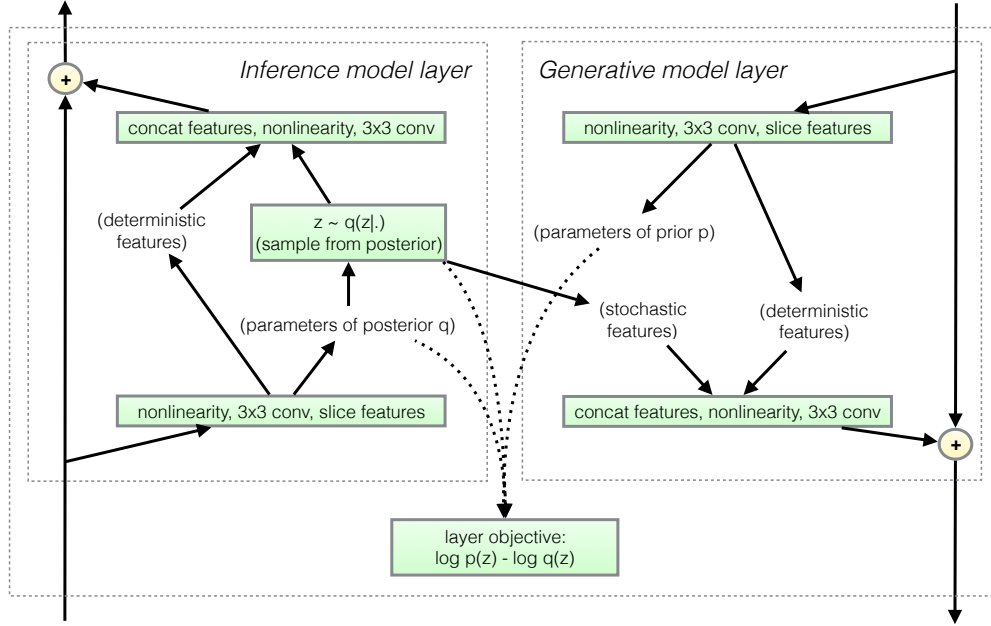 Inference model layer
+
concat features, nonlinearity, 3x3 conv
(deterministic
features)
z ~ q(z|.)
(sample from posterior)
(parameters of posterior q)
nonlinearity, 3x3 conv, slice features
Generative model layer
nonlinearity, 3x3 conv, slice features
(parameters of prior p)
(stochastic
features)
(deterministic
features)
concat features, nonlinearity, 3x3 conv
+
layer objective:
log p(z) - log q(z)